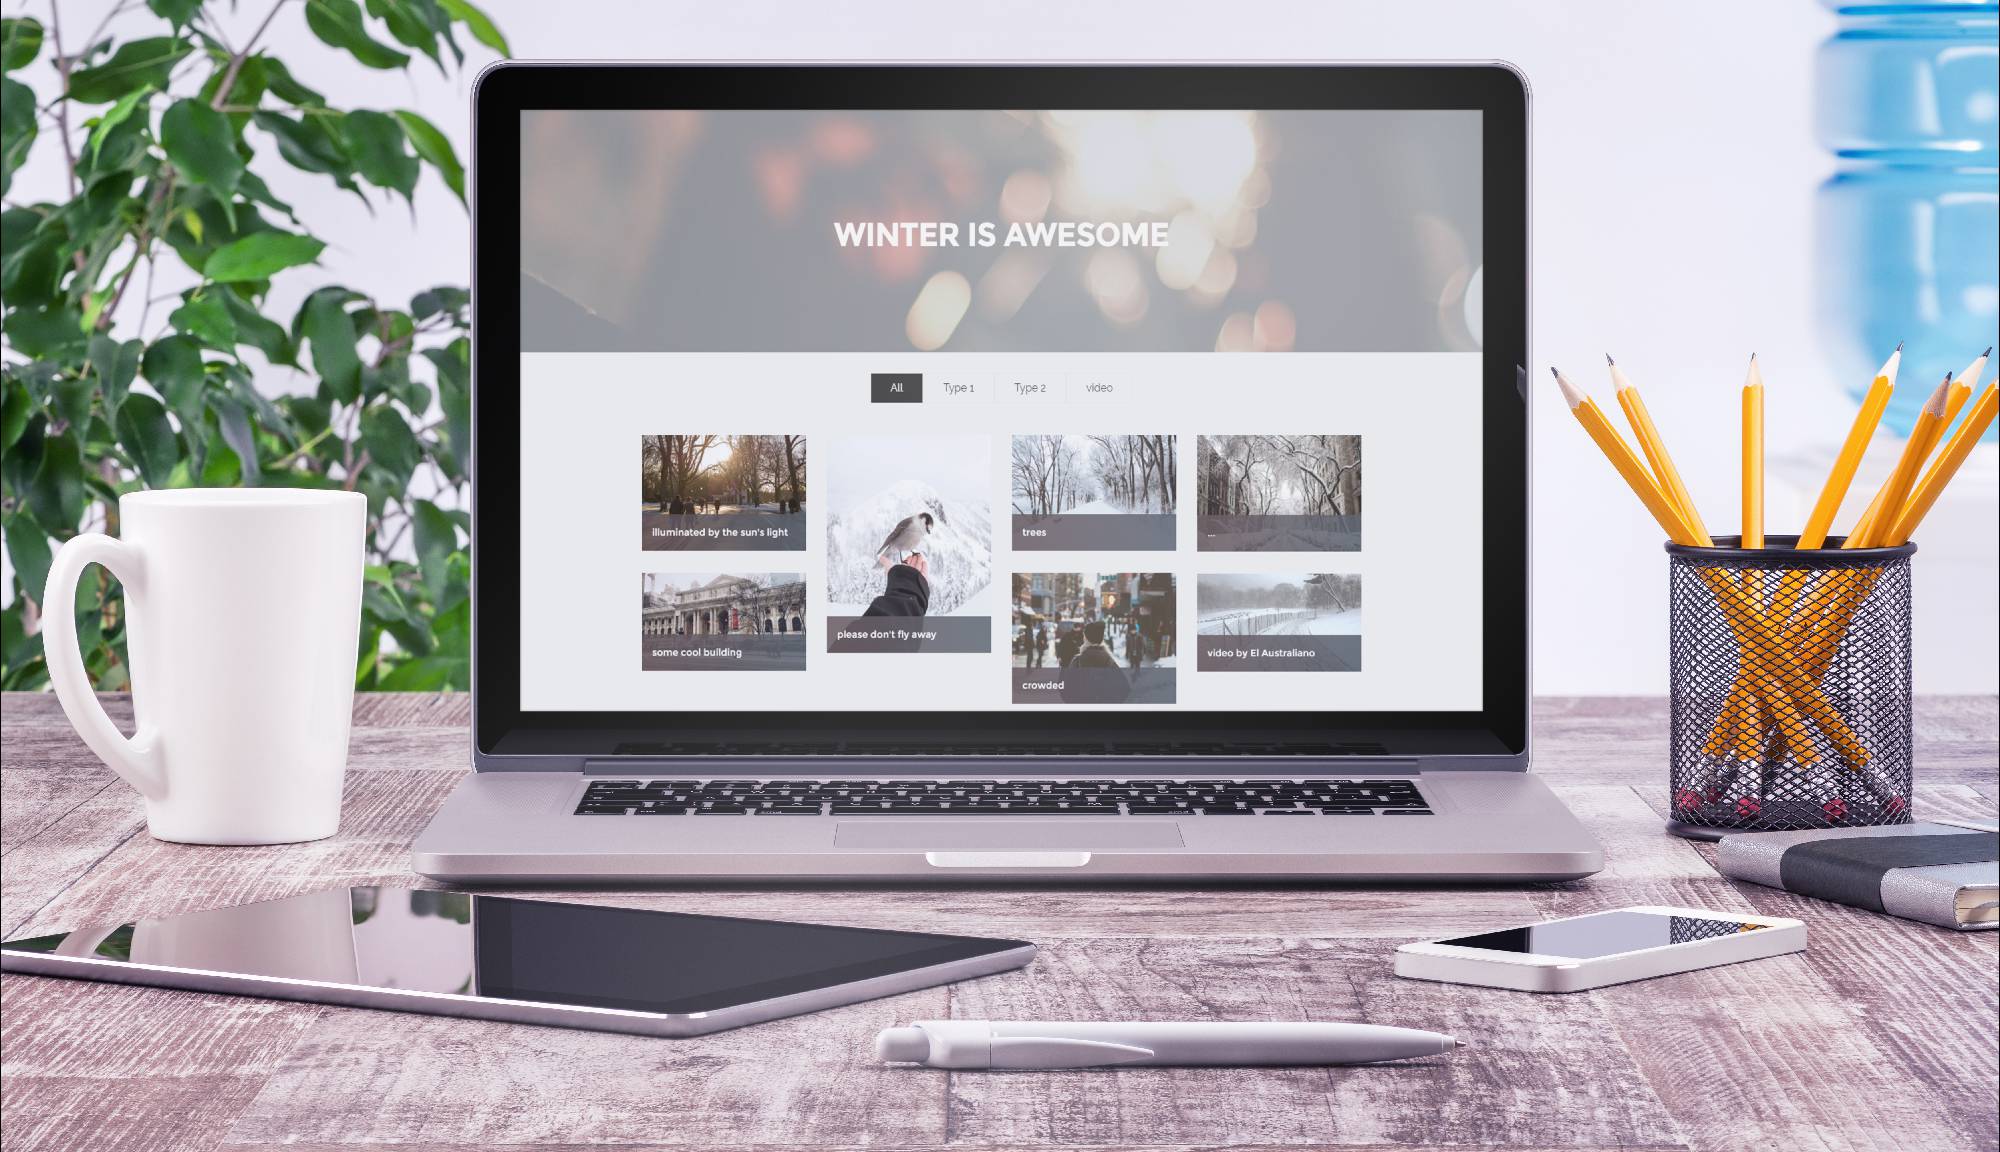 WINTER IS AWESOME
All
Type 1
Type 2
video
illuminated by the sun's light
please don't fly away
trees
...
some cool building
crowded
video by El Australiano